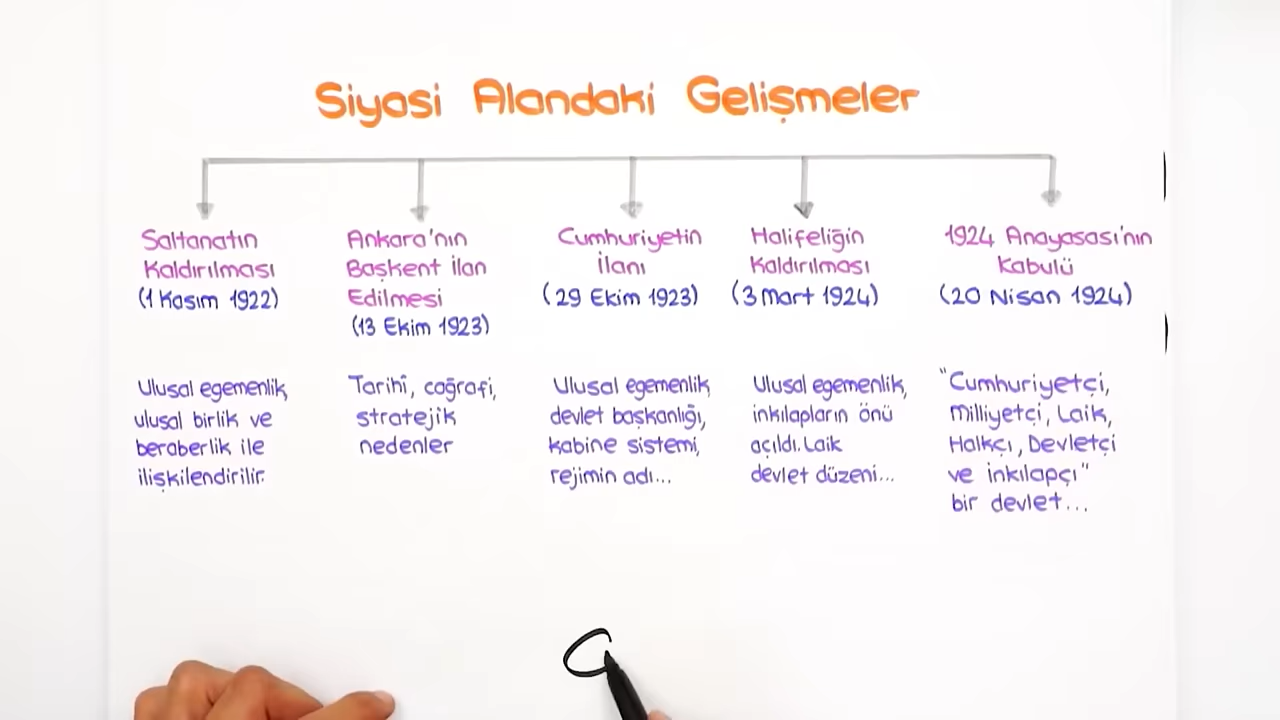 Siyasi Alandaki Gelişmeler
Saltanatın
Kaldırılması
(1 Kasım 1922)
Ulusal egemenlik,
ulusal birlik ve
beraberlik ile
ilişkilendirilir.
Ankara'nın
Başkent İlan
Edilmesi
(13 Ekim 1923)
Tarihî, coğrafi,
stratejik
nedenler
Cumhuriyetin
İlanı
(29 Ekim 1923)
Ulusal egemenlik,
devlet başkanlığı,
kabine sistemi,
rejimin adı...
Halifeliğin
Kaldırılması
(3 Mart 1924)
Ulusal egemenlik,
inkılapların önü
açıldı. Laik
devlet düzeni...
1924 Anayasası'nın
Kabulü
(20 Nisan 1924)
"Cumhuriyetçi,
Milliyetçi, Laik,
Halkçı, Devletçi
ve İnkılapçı"
bir devlet...